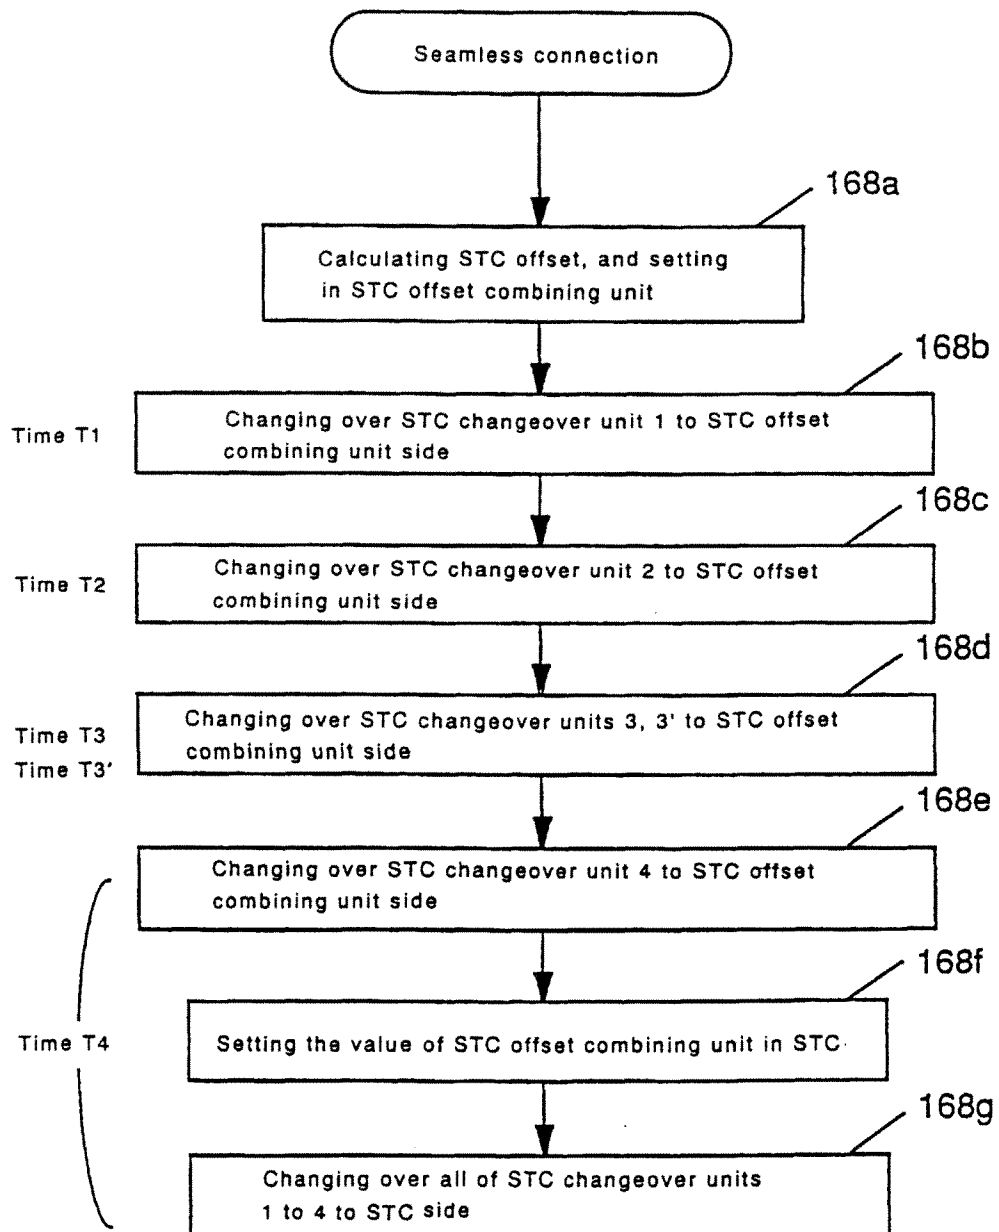 Seamless connection
168a
Calculating STC offset, and setting
in STC offset combining unit
168b
Time T1
Changing over STC changeover unit 1 to STC offset
combining unit side
168c
Time T2
Changing over STC changeover unit 2 to STC offset
combining unit side
168d
Time T3
Time T3'
Changing over STC changeover units 3, 3' to STC offset
combining unit side
168e
Changing over STC changeover unit 4 to STC offset
combining unit side
168f
Time T4
Setting the value of STC offset combining unit in STC
168g
Changing over all of STC changeover units
1 to 4 to STC side